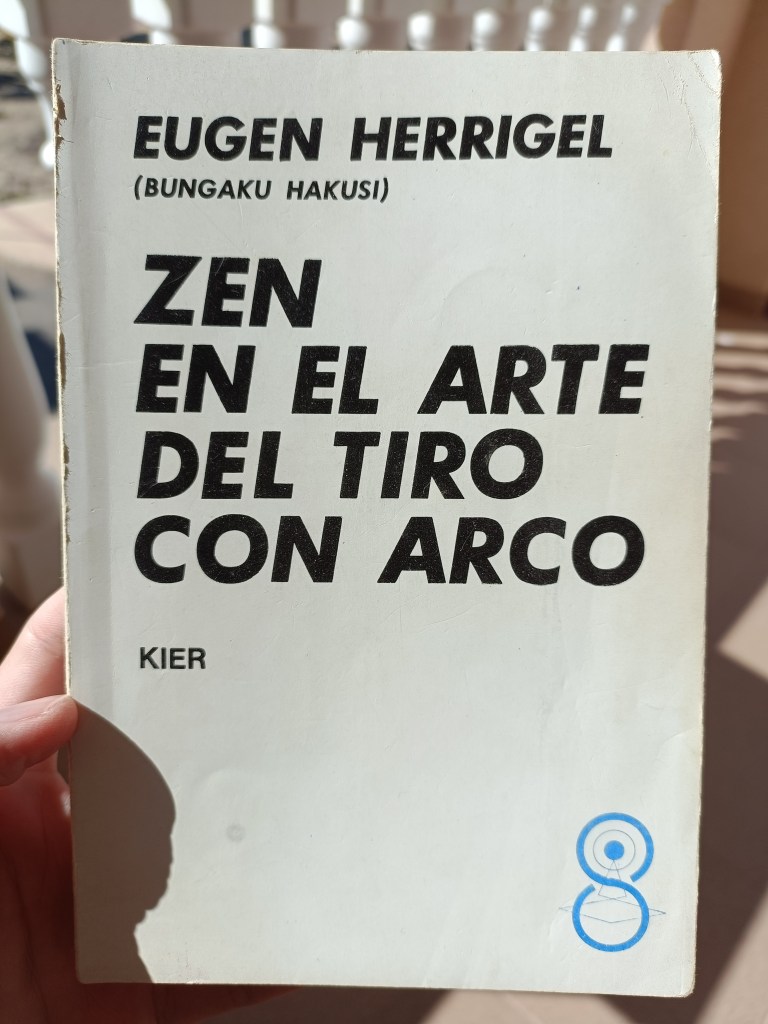 EUGEN HERRIGEL
(BUNGAKU HAKUSI)
ZEN
EN EL ARTE
DEL TIRO
CON ARCO
KIER